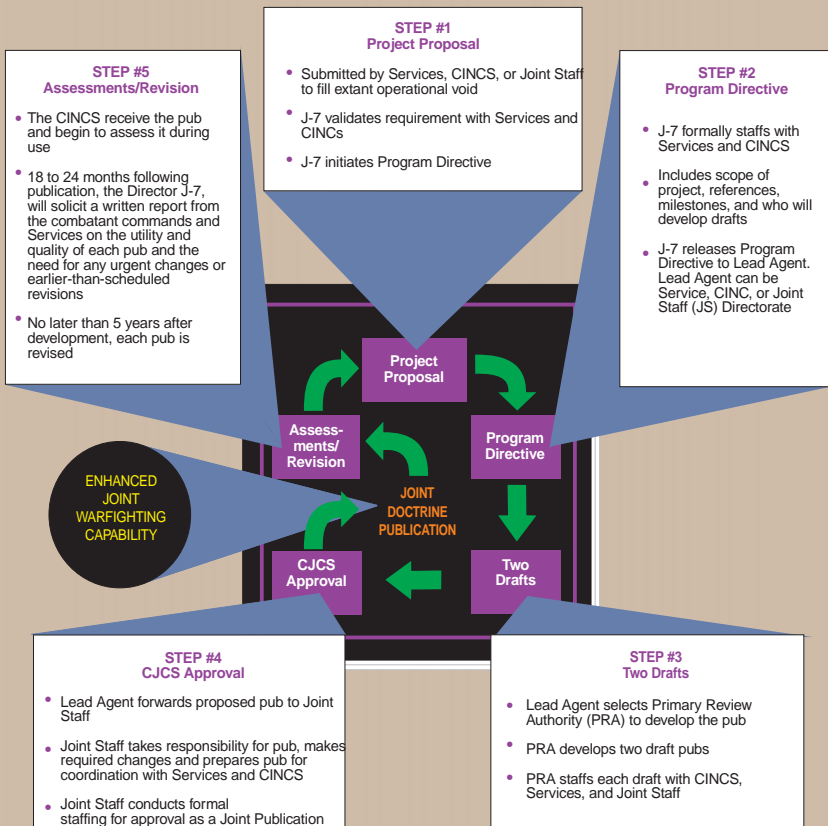 STEP #1
Project Proposal
• Submitted by Services, CINCS, or Joint Staff
to fill extant operational void
• J-7 validates requirement with Services and
CINCs
• J-7 initiates Program Directive
STEP #5
Assessments/Revision
• The CINCS receive the pub
and begin to assess it during
use
• 18 to 24 months following
publication, the Director J-7,
will solicit a written report from
the combatant commands and
Services on the utility and
quality of each pub and the
need for any urgent changes or
earlier-than-scheduled
revisions
• No later than 5 years after
development, each pub is
revised
STEP #2
Program Directive
• J-7 formally staffs with
Services and CINCS
• Includes scope of
project, references,
milestones, and who will
develop drafts
• J-7 releases Program
Directive to Lead Agent.
Lead Agent can be
Service, CINC, or Joint
Staff (JS) Directorate
Project
Proposal
Assess-
ments/
Revision
Program
Directive
ENHANCED
JOINT
WARFIGHTING
CAPABILITY
JOINT
DOCTRINE
PUBLICATION
CJCS
Approval
Two
Drafts
STEP #4
CJCS Approval
• Lead Agent forwards proposed pub to Joint
Staff
• Joint Staff takes responsibility for pub, makes
required changes and prepares pub for
coordination with Services and CINCS
• Joint Staff conducts formal
staffing for approval as a Joint Publication
STEP #3
Two Drafts
• Lead Agent selects Primary Review
Authority (PRA) to develop the pub
• PRA develops two draft pubs
• PRA staffs each draft with CINCS,
Services, and Joint Staff